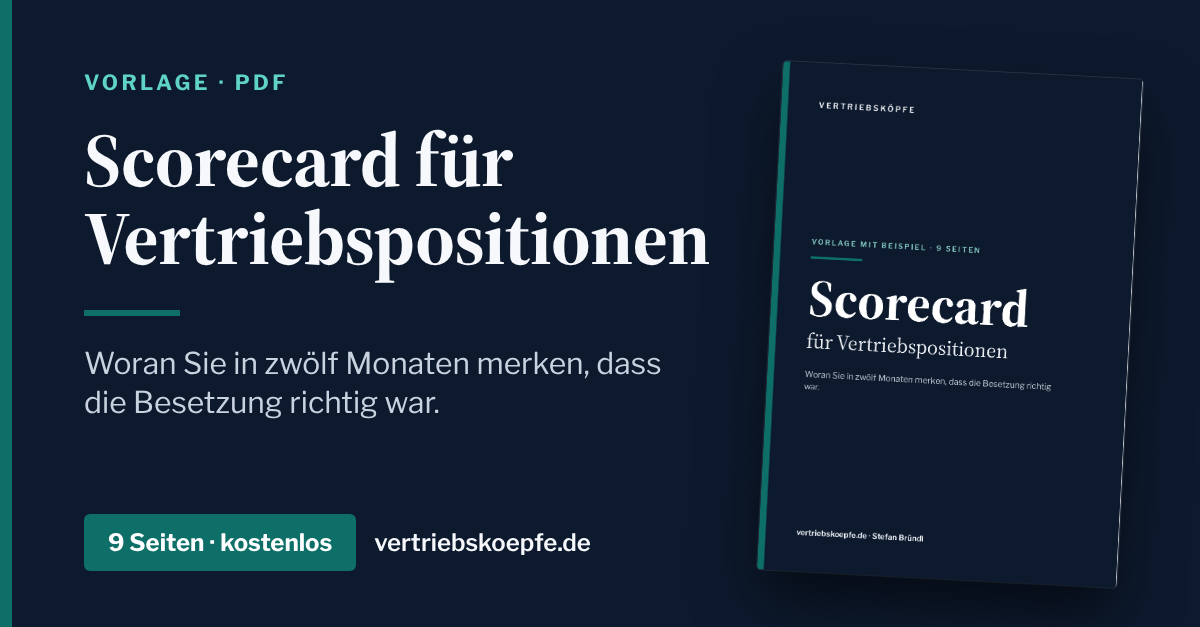 VORLAGE · PDF
Scorecard für
Vertriebspositionen
Woran Sie in zwölf Monaten merken, dass
die Besetzung richtig war.
9 Seiten · kostenlos
vertriebskoepfe.de
VERTRIEBSKÖPFE
VORLAGE MIT BEISPIEL · 9 SEITEN
Scorecard
für Vertriebspositionen
Woran Sie in zwölf Monaten merken, dass die Besetzung richtig
war.
vertriebskoepfe.de · Stefan Bründl